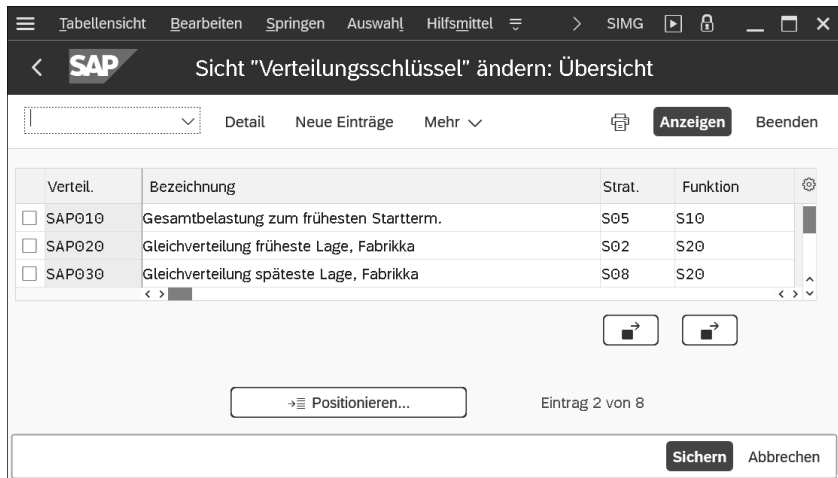 Tabellensicht Bearbeiten Springen Auswahl Hilfsmittel SIMG
SAP Sicht "Verteilungsschlüssel" ändern: Übersicht
Detail Neue Einträge Mehr Anzeigen Beenden
Verteil. Bezeichnung Strat. Funktion
SAP010 Gesamtbelastung zum frühesten Startterm. S05 S10
SAP020 Gleichverteilung früheste Lage, Fabrikka S02 S20
SAP030 Gleichverteilung späteste Lage, Fabrikka S08 S20
Positionieren... Eintrag 2 von 8
Sichern Abbrechen